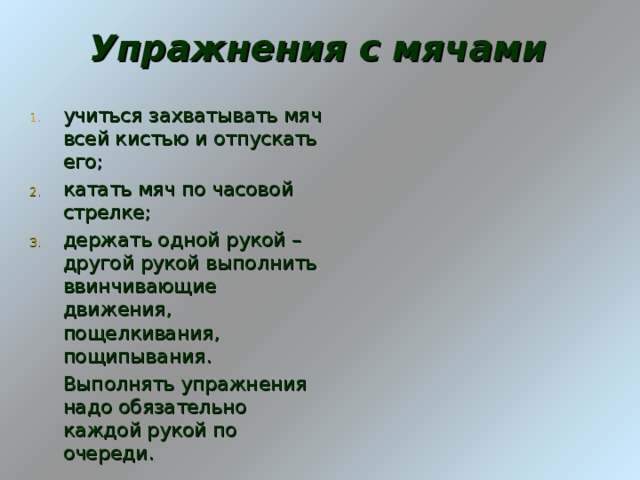 Упражнения с мячами
1. учиться захватывать мяч
всей кистью и отпускать
его;
2. катать мяч по часовой
стрелке;
3. держать одной рукой –
другой рукой выполнить
ввинчивающие
движения,
пощелкивания,
пощипывания.
Выполнять упражнения
надо обязательно
каждой рукой по
очереди.